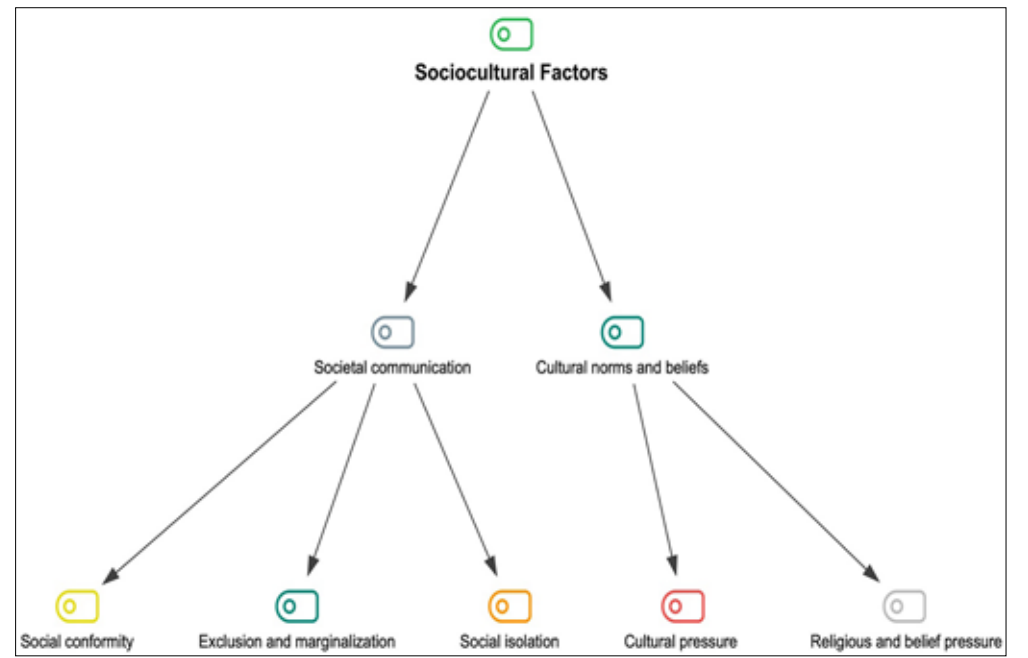 Sociocultural Factors
Societal communication
Cultural norms and beliefs
Social conformity
Exclusion and marginalization
Social isolation
Cultural pressure
Religious and belief pressure